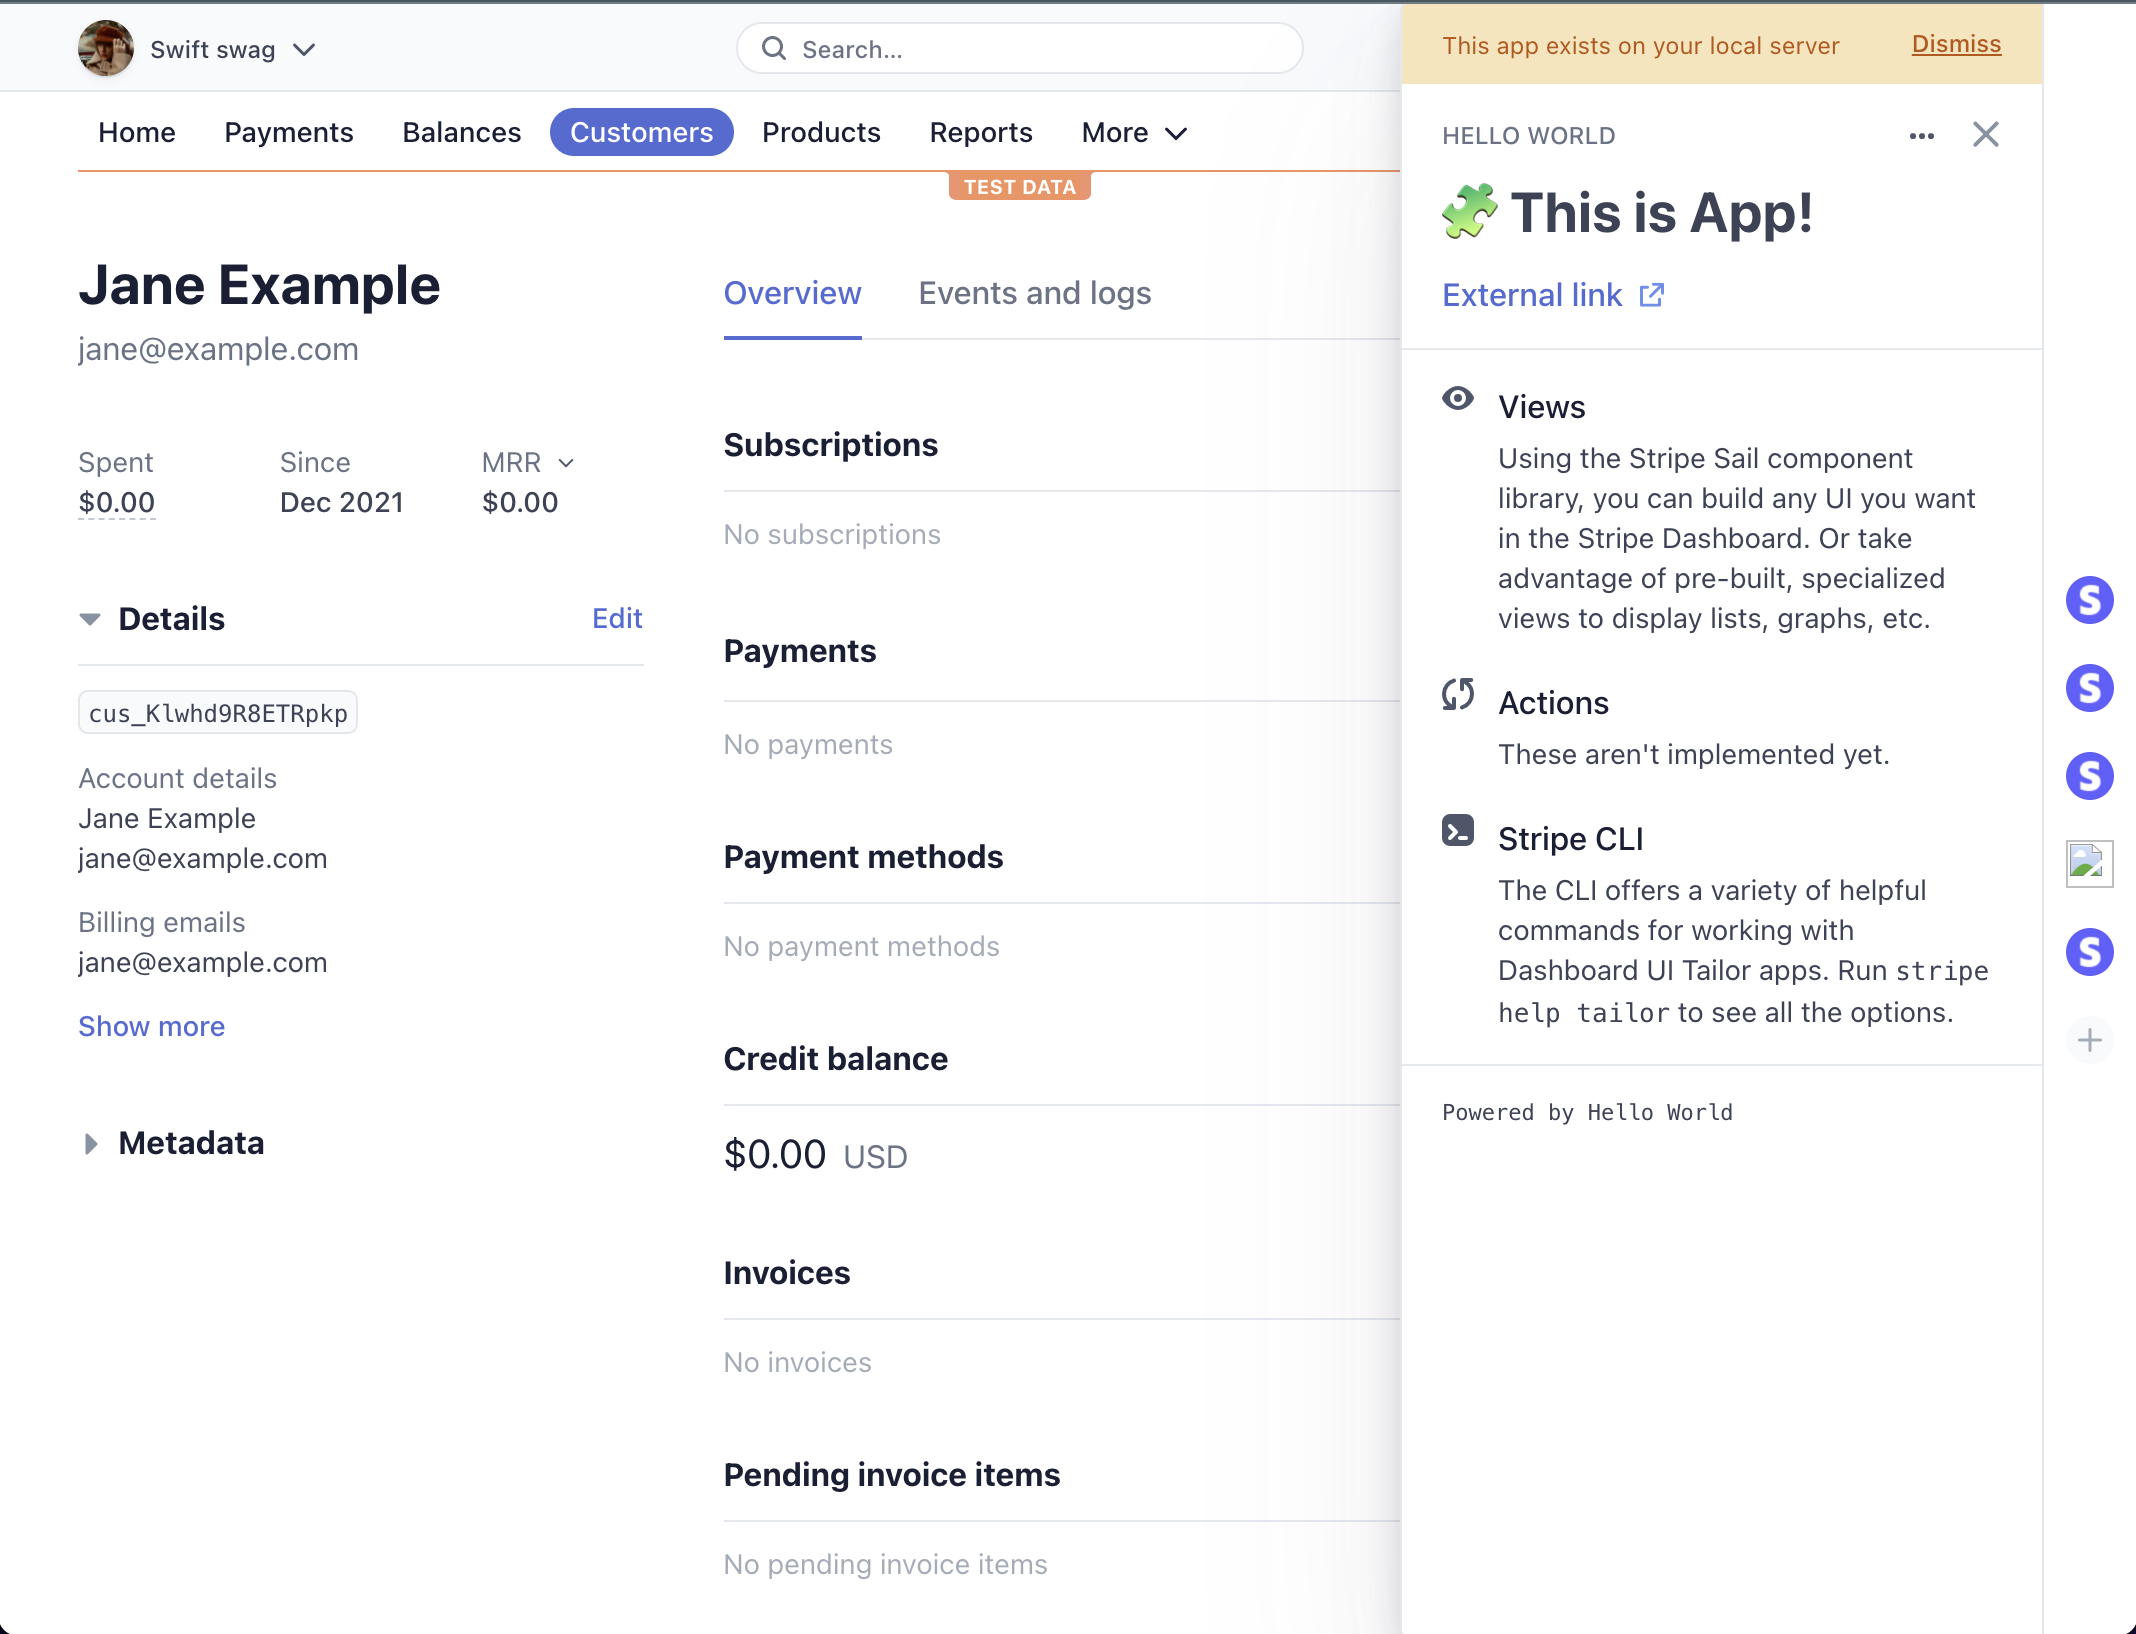 Swift swag
Search...
Home
Payments
Balances
Customers
Products
Reports
More
TEST DATA
Jane Example
jane@example.com
Spent
$0.00
Since
Dec 2021
MRR
$0.00
Details
Edit
cus_Klwhd9R8ETRpkp
Account details
Jane Example
jane@example.com
Billing emails
jane@example.com
Show more
Metadata
Overview
Events and logs
Subscriptions
No subscriptions
Payments
No payments
Payment methods
No payment methods
Credit balance
$0.00 USD
Invoices
No invoices
Pending invoice items
No pending invoice items
This app exists on your local server
Dismiss
HELLO WORLD
This is App!
External link
Views
Using the Stripe Sail component
library, you can build any UI you want
in the Stripe Dashboard. Or take
advantage of pre-built, specialized
views to display lists, graphs, etc.
Actions
These aren't implemented yet.
Stripe CLI
The CLI offers a variety of helpful
commands for working with
Dashboard UI Tailor apps. Run stripe
help tailor to see all the options.
Powered by Hello World
S
S
S
S